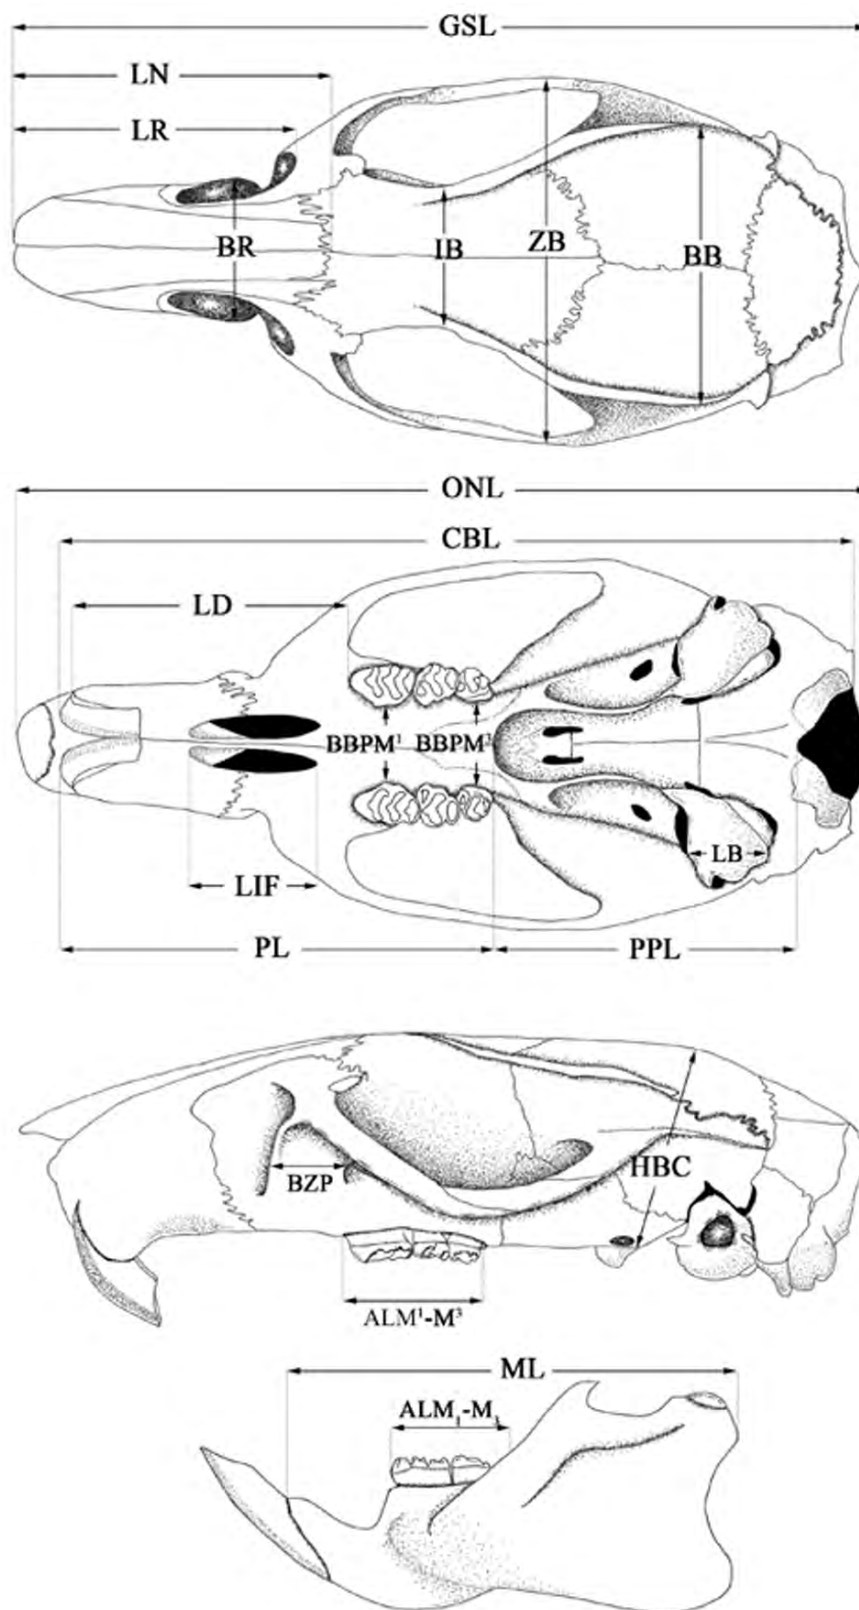 GSL
LN
LR
BR IB ZB BB
ONL
CBL
LD
BBPM¹ BBPM³
LB
LIF
PL PPL
BZP HBC
ALM¹-M³
ML
ALM₁-M₃